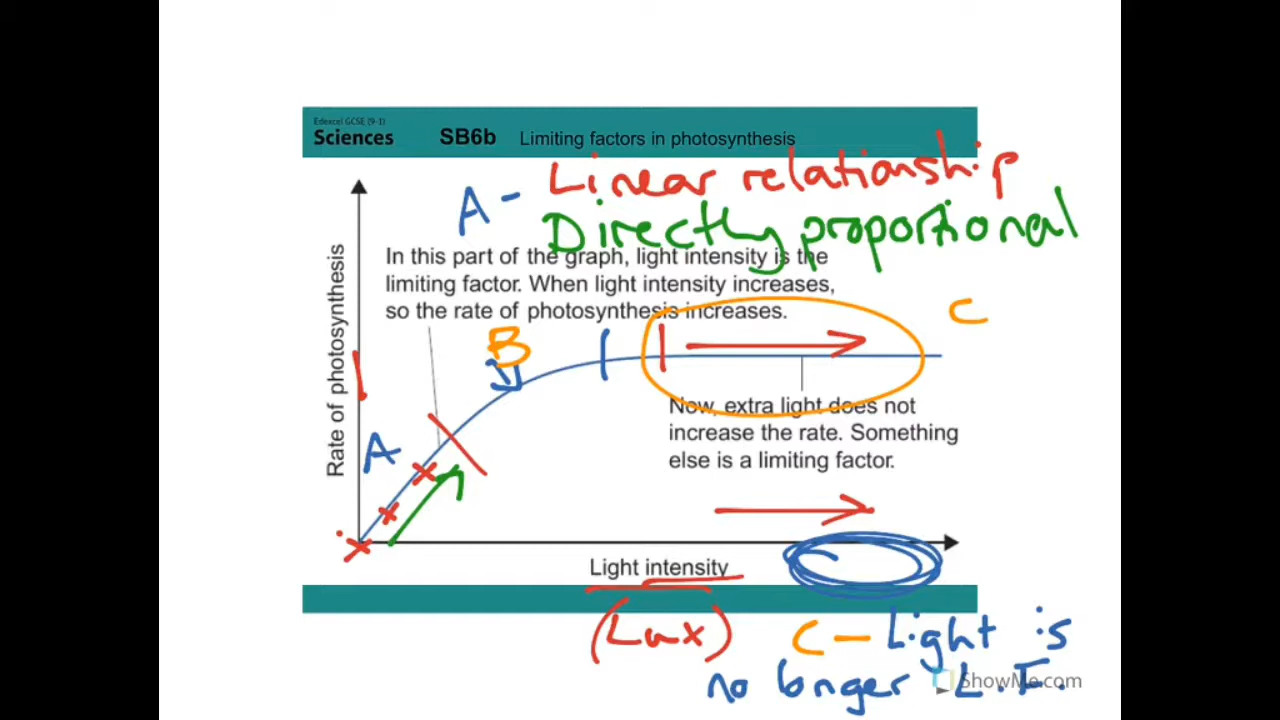 Edexcel GCSE (9-1)
Sciences
SB6b Limiting factors in photosynthesis
A - Linear relationship
Directly proportional
In this part of the graph, light intensity is the
limiting factor. When light intensity increases,
so the rate of photosynthesis increases.
Rate of photosynthesis
B
C
A
Now, extra light does not
increase the rate. Something
else is a limiting factor.
Light intensity
(Lux)
C - Light is
no longer L.F.
ShowMe.com